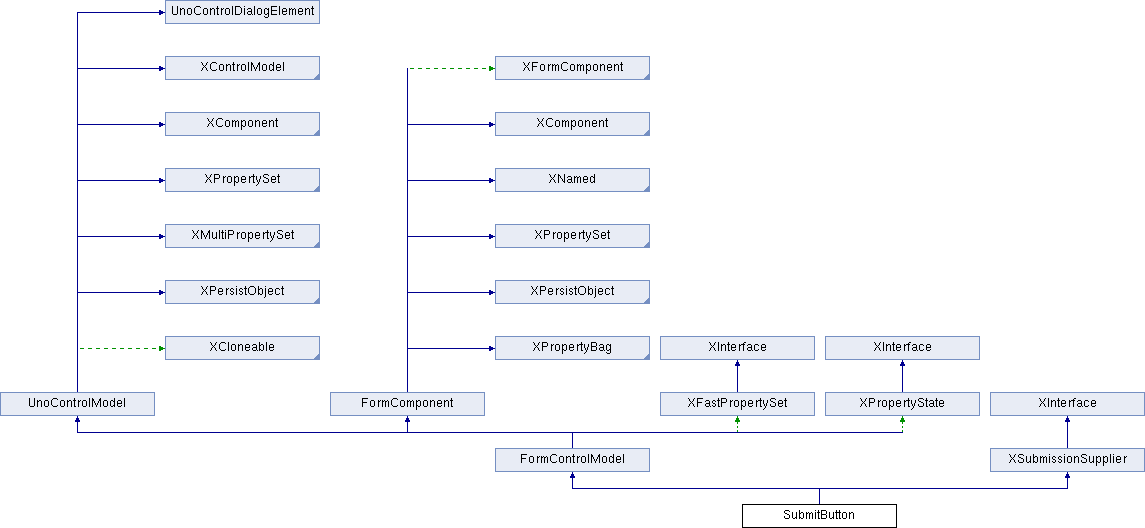 UnoControlDialogElement
XControlModel
XFormComponent
XComponent
XComponent
XPropertySet
XNamed
XMultiPropertySet
XPropertySet
XPersistObject
XPersistObject
XCloneable
XPropertyBag
XInterface
XInterface
UnoControlModel
FormComponent
XFastPropertySet
XPropertyState
XInterface
FormControlModel
XSubmissionSupplier
SubmitButton